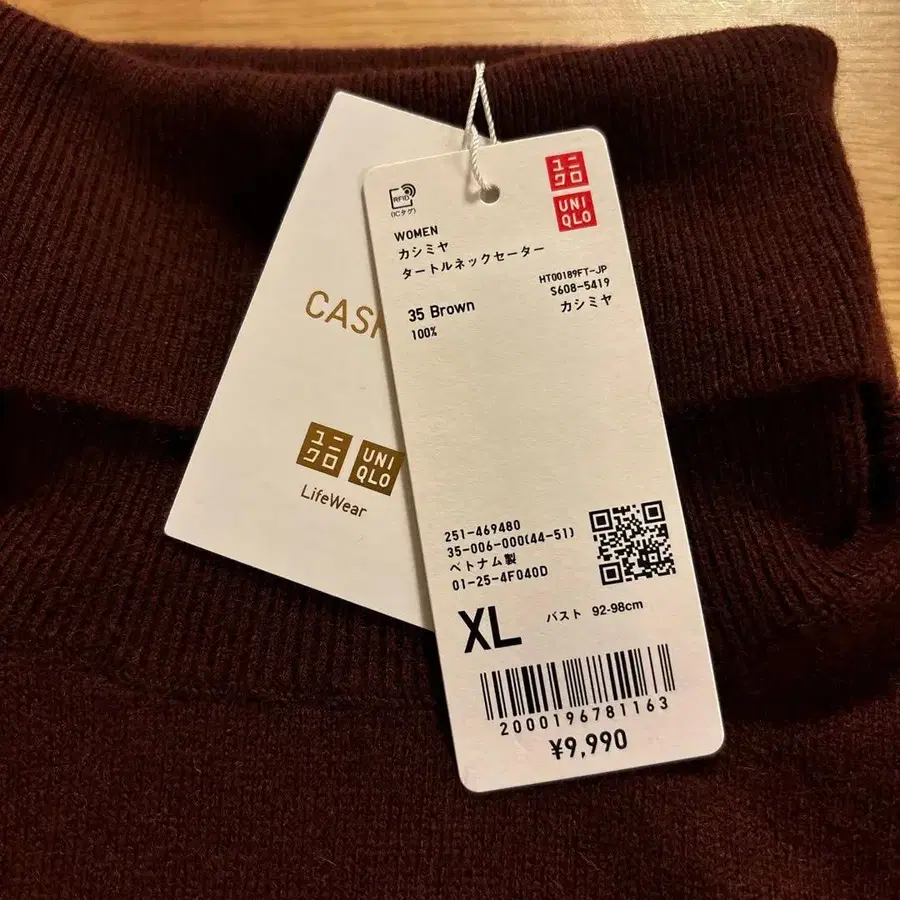 CASH
ユニ
クロ
UNI
QLO
LifeWear
RFID
(ICタグ)
ユニ
クロ
UNI
QLO
WOMEN
カシミヤ
タートルネックセーター
HT00189FT-JP
S608-5419
35 Brown
カシミヤ
100%
251-469480
35-006-000(44-51)
ベトナム製
01-25-4F040D
XL バスト 92-98cm
2000196781163
¥9,990